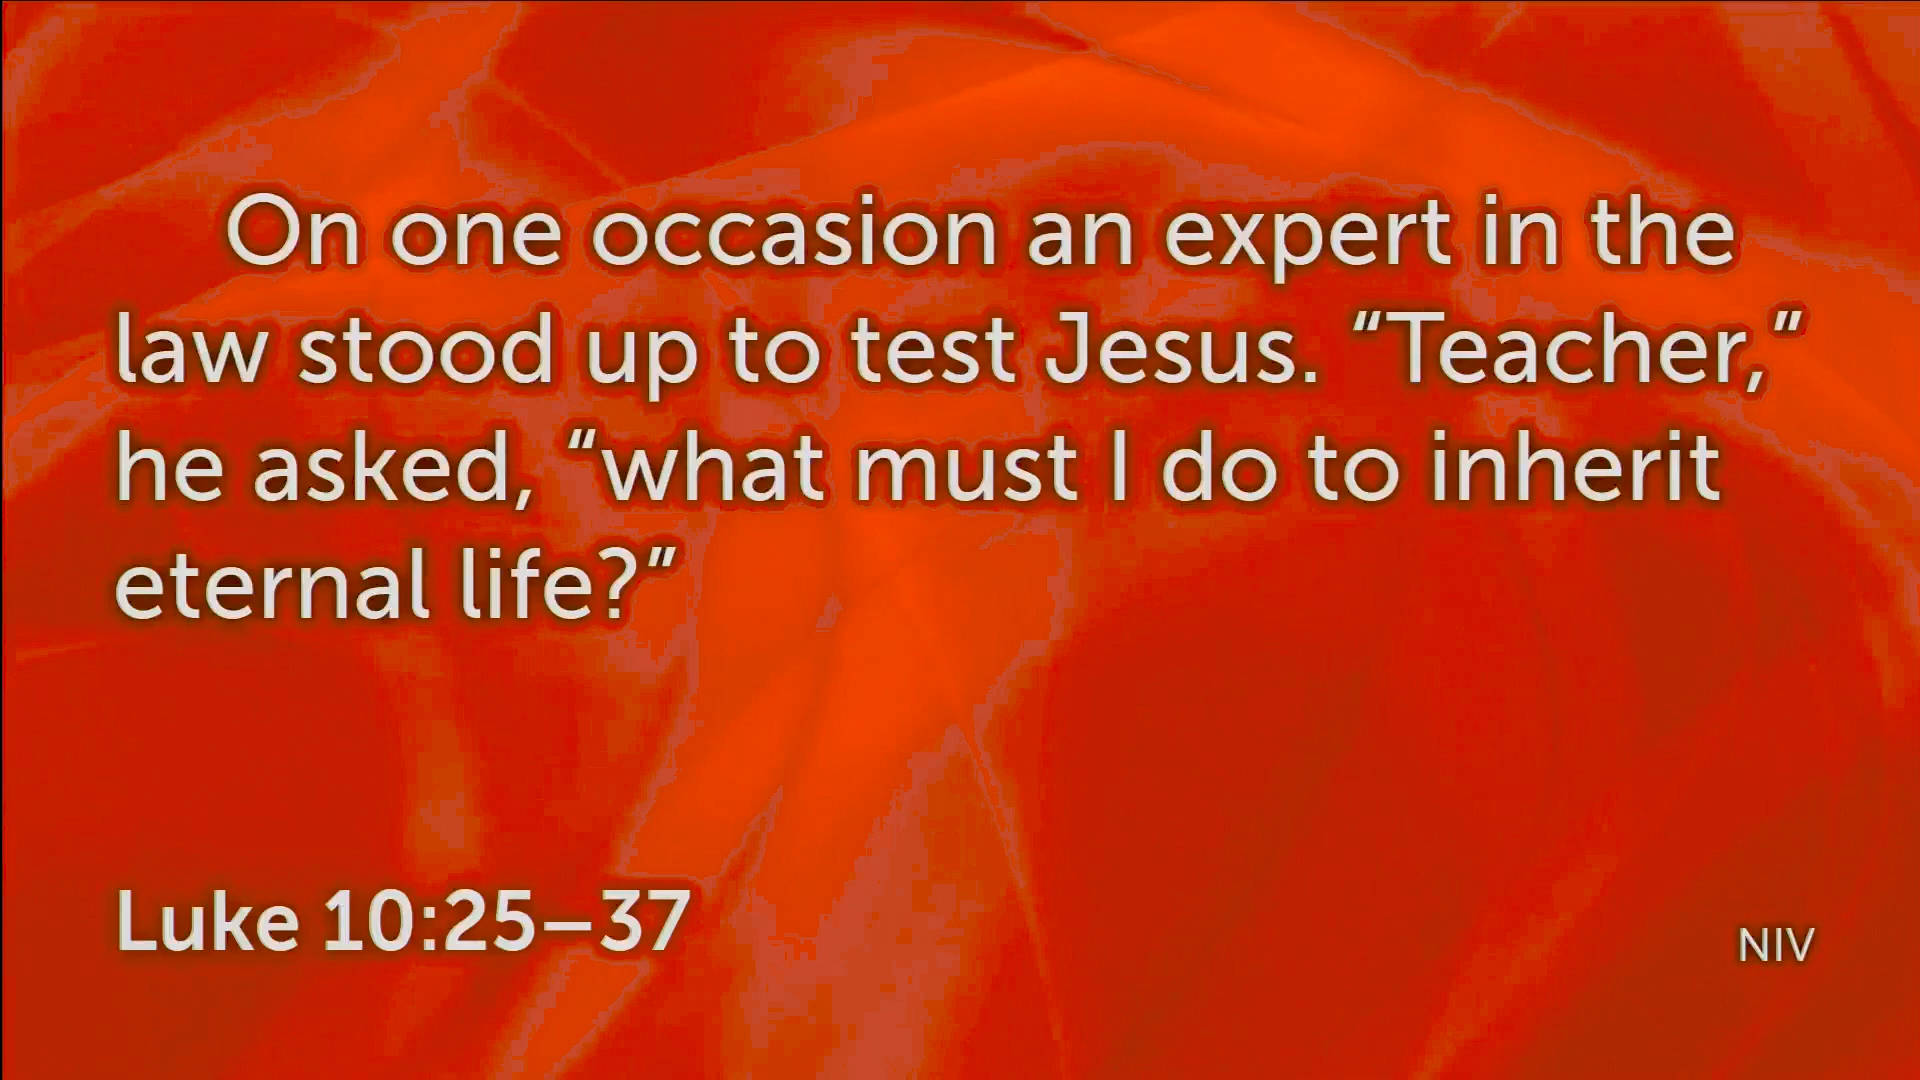 On one occasion an expert in the
law stood up to test Jesus. “Teacher,”
he asked, “what must I do to inherit
eternal life?”
Luke 10:25–37
NIV